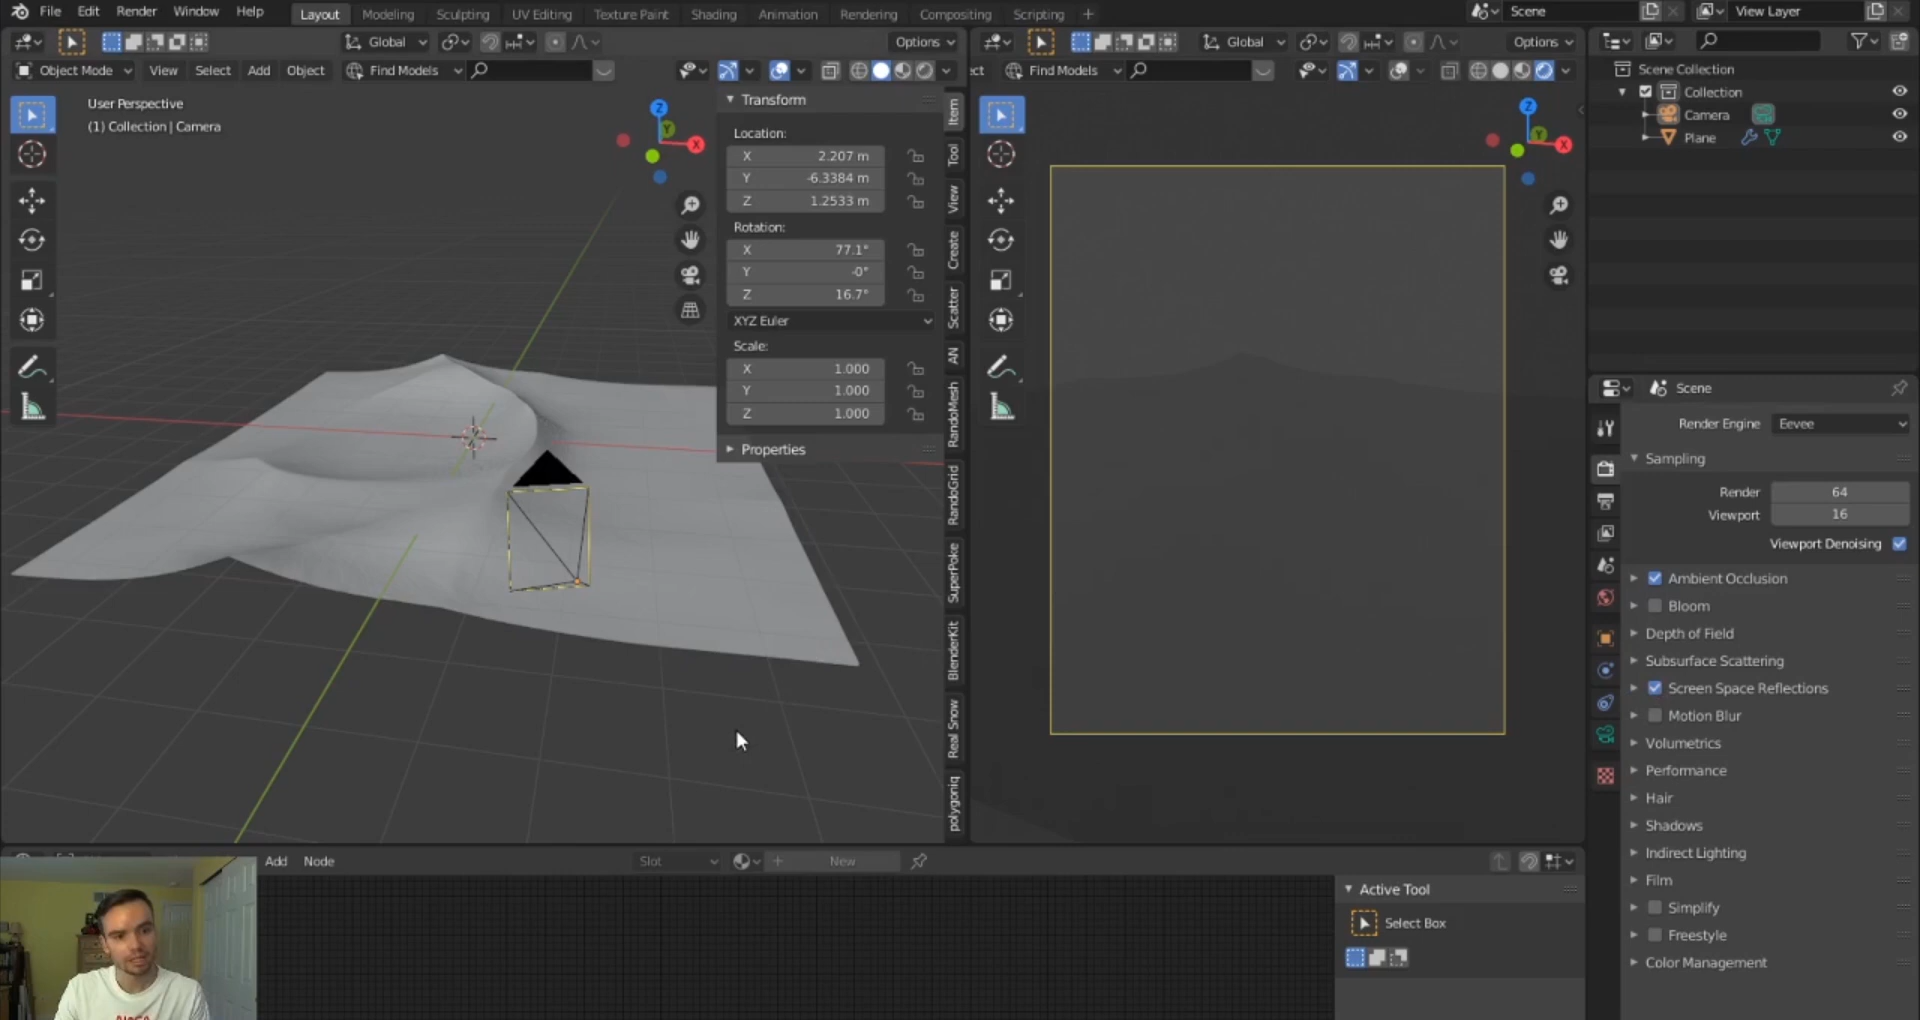 File Edit Render Window Help Layout Modeling Sculpting UV Editing Texture Paint Shading Animation Rendering Compositing Scripting + Scene View Layer
Global Options
Object Mode View Select Add Object Find Models
User Perspective
(1) Collection | Camera
Z
Y
X
Transform
Location:
X 2.207 m
Y -6.3384 m
Z 1.2533 m
Rotation:
X 77.1°
Y -0°
Z 16.7°
XYZ Euler
Scale:
X 1.000
Y 1.000
Z 1.000
Properties
Item
Tool
View
Create
Scatter
AN
RandoMesh
RandoGrid
SuperPoke
BlenderKit
Real Snow
polygoniq
Global Options
ect Find Models
Z
Y
X
Scene Collection
Collection
Camera
Plane
Scene
Render Engine Eevee
Sampling
Render 64
Viewport 16
Viewport Denoising
Ambient Occlusion
Bloom
Depth of Field
Subsurface Scattering
Screen Space Reflections
Motion Blur
Volumetrics
Performance
Hair
Shadows
Indirect Lighting
Film
Simplify
Freestyle
Color Management
Add Node Slot + New
Active Tool
Select Box